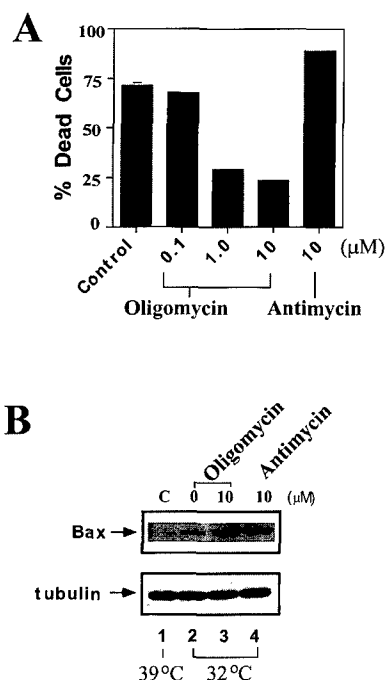 A
100
75
50
25
0
% Dead Cells
Control 0.1 1.0 10 10 (μM)
Oligomycin Antimycin
B
Oligomycin Antimycin
C 0 10 10 (μM)
Bax
tubulin
1 2 3 4
39°C 32°C